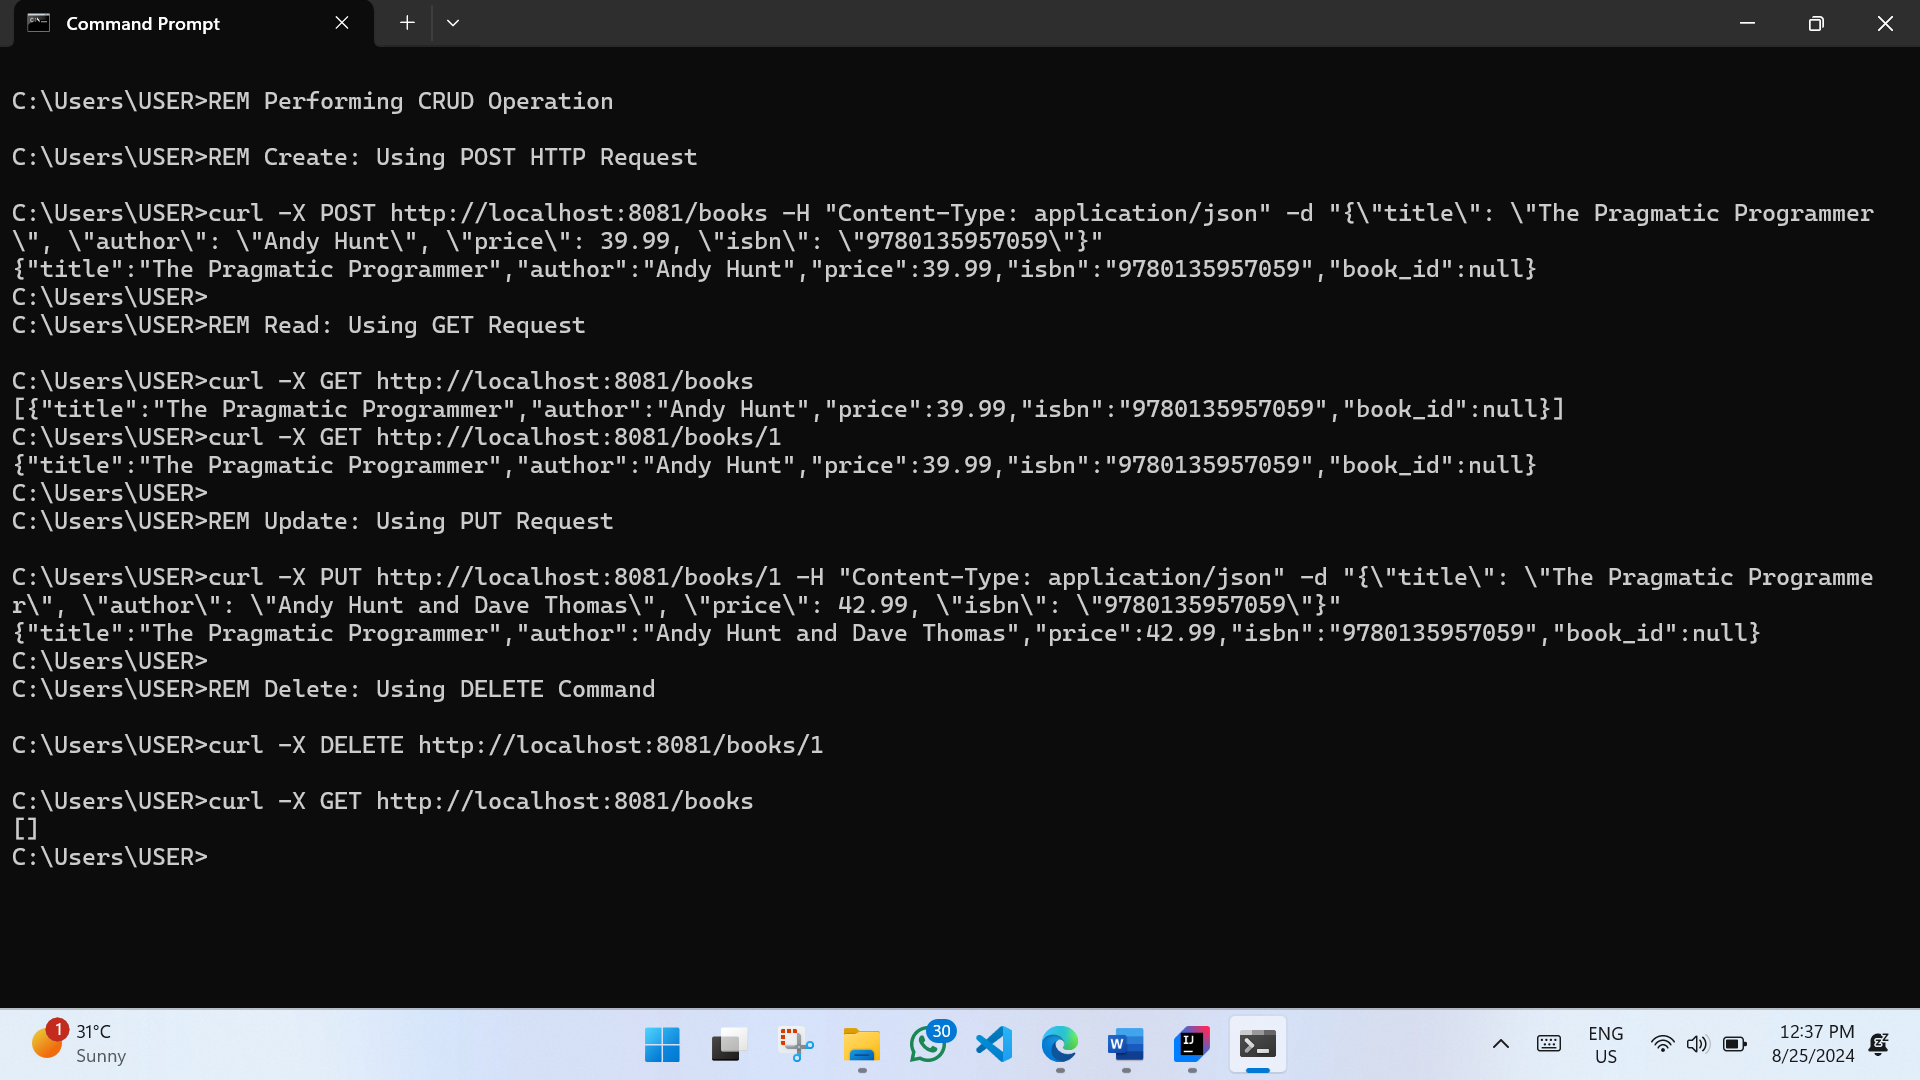 Command Prompt
C:\Users\USER>REM Performing CRUD Operation
C:\Users\USER>REM Create: Using POST HTTP Request
C:\Users\USER>curl -X POST http://localhost:8081/books -H "Content-Type: application/json" -d "{\"title\": \"The Pragmatic Programmer
\", \"author\": \"Andy Hunt\", \"price\": 39.99, \"isbn\": \"9780135957059\"}"
{"title":"The Pragmatic Programmer","author":"Andy Hunt","price":39.99,"isbn":"9780135957059","book_id":null}
C:\Users\USER>
C:\Users\USER>REM Read: Using GET Request
C:\Users\USER>curl -X GET http://localhost:8081/books
[{"title":"The Pragmatic Programmer","author":"Andy Hunt","price":39.99,"isbn":"9780135957059","book_id":null}]
C:\Users\USER>curl -X GET http://localhost:8081/books/1
{"title":"The Pragmatic Programmer","author":"Andy Hunt","price":39.99,"isbn":"9780135957059","book_id":null}
C:\Users\USER>
C:\Users\USER>REM Update: Using PUT Request
C:\Users\USER>curl -X PUT http://localhost:8081/books/1 -H "Content-Type: application/json" -d "{\"title\": \"The Pragmatic Programme
r\", \"author\": \"Andy Hunt and Dave Thomas\", \"price\": 42.99, \"isbn\": \"9780135957059\"}"
{"title":"The Pragmatic Programmer","author":"Andy Hunt and Dave Thomas","price":42.99,"isbn":"9780135957059","book_id":null}
C:\Users\USER>
C:\Users\USER>REM Delete: Using DELETE Command
C:\Users\USER>curl -X DELETE http://localhost:8081/books/1
C:\Users\USER>curl -X GET http://localhost:8081/books
[]
C:\Users\USER>
1
31°C
Sunny
30
W
IJ
ENG
US
12:37 PM
8/25/2024